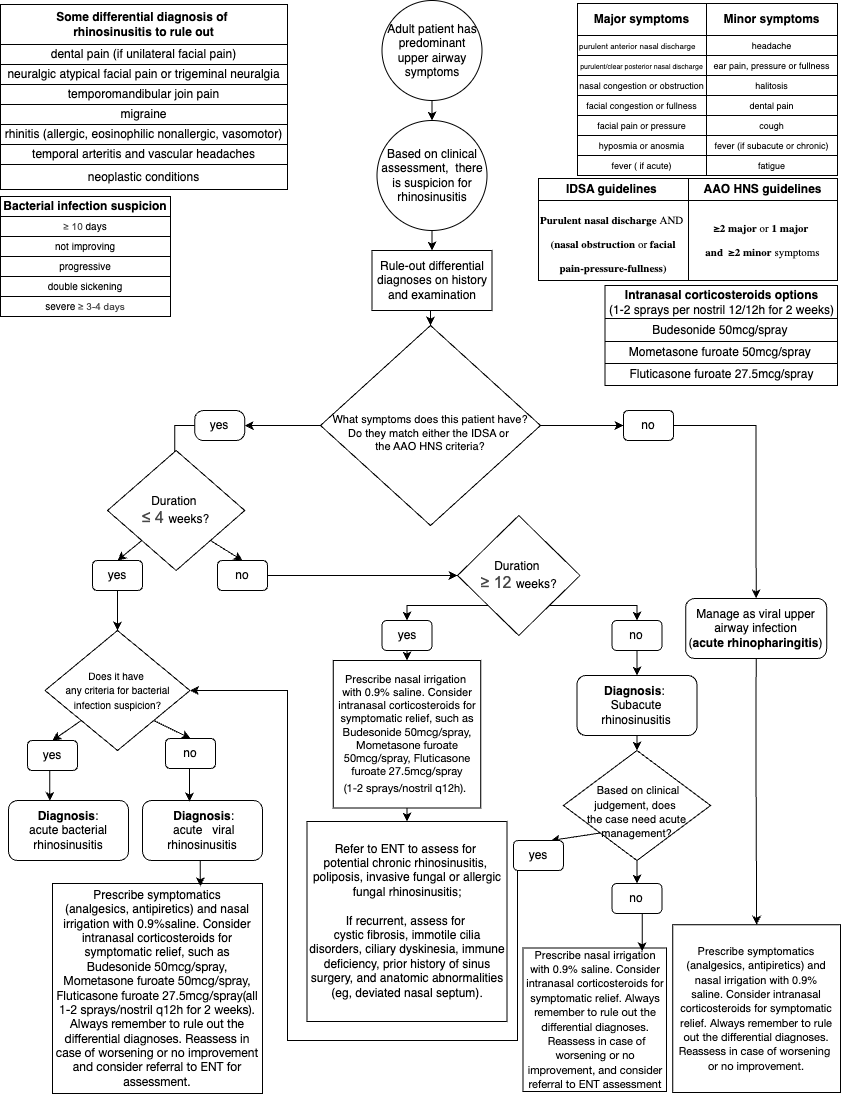 Some differential diagnosis of
rhinosinusitis to rule out
dental pain (if unilateral facial pain)
neuralgic atypical facial pain or trigeminal neuralgia
temporomandibular join pain
migraine
rhinitis (allergic, eosinophilic nonallergic, vasomotor)
temporal arteritis and vascular headaches
neoplastic conditions
Bacterial infection suspicion
≥ 10 days
not improving
progressive
double sickening
severe ≥ 3-4 days
Adult patient has
predominant
upper airway
symptoms
Based on clinical
assessment, there
is suspicion for
rhinosinusitis
Rule-out differential
diagnoses on history
and examination
Major symptoms
Minor symptoms
purulent anterior nasal discharge
headache
purulent/clear posterior nasal discharge
ear pain, pressure or fullness
nasal congestion or obstruction
halitosis
facial congestion or fullness
dental pain
facial pain or pressure
cough
hyposmia or anosmia
fever (if subacute or chronic)
fever ( if acute)
fatigue
IDSA guidelines
AAO HNS guidelines
Purulent nasal discharge AND
(nasal obstruction or facial
pain-pressure-fullness)
≥2 major or 1 major
and ≥2 minor symptoms
Intranasal corticosteroids options
(1-2 sprays per nostril 12/12h for 2 weeks)
Budesonide 50mcg/spray
Mometasone furoate 50mcg/spray
Fluticasone furoate 27.5mcg/spray
What symptoms does this patient have?
Do they match either the IDSA or
the AAO HNS criteria?
yes
no
Duration
≤ 4 weeks?
yes
no
Duration
≥ 12 weeks?
yes
no
Manage as viral upper
airway infection
(acute rhinopharingitis)
Does it have
any criteria for bacterial
infection suspicion?
yes
no
Diagnosis:
acute bacterial
rhinosinusitis
Diagnosis:
acute viral
rhinosinusitis
Prescribe symptomatics
(analgesics, antipiretics) and nasal
irrigation with 0.9%saline. Consider
intranasal corticosteroids for
symptomatic relief, such as
Budesonide 50mcg/spray,
Mometasone furoate 50mcg/spray,
Fluticasone furoate 27.5mcg/spray(all
1-2 sprays/nostril q12h for 2 weeks).
Always remember to rule out the
differential diagnoses. Reassess in
case of worsening or no improvement
and consider referral to ENT for
assessment.
Prescribe nasal irrigation
with 0.9% saline. Consider
intranasal corticosteroids for
symptomatic relief, such as
Budesonide 50mcg/spray,
Mometasone furoate
50mcg/spray, Fluticasone
furoate 27.5mcg/spray
(1-2 sprays/nostril q12h).
Refer to ENT to assess for
potential chronic rhinosinusitis,
poliposis, invasive fungal or allergic
fungal rhinosinusitis;
If recurrent, assess for
cystic fibrosis, immotile cilia
disorders, ciliary dyskinesia, immune
deficiency, prior history of sinus
surgery, and anatomic abnormalities
(eg, deviated nasal septum).
Diagnosis:
Subacute
rhinosinusitis
Based on clinical
judgement, does
the case need acute
management?
yes
no
Prescribe nasal irrigation
with 0.9% saline. Consider
intranasal corticosteroids for
symptomatic relief. Always
remember to rule out the
differential diagnoses.
Reassess in case of
worsening or no
improvement, and consider
referral to ENT assessment
Prescribe symptomatics
(analgesics, antipiretics) and
nasal irrigation with 0.9%
saline. Consider intranasal
corticosteroids for symptomatic
relief. Always remember to rule
out the differential diagnoses.
Reassess in case of worsening
or no improvement.